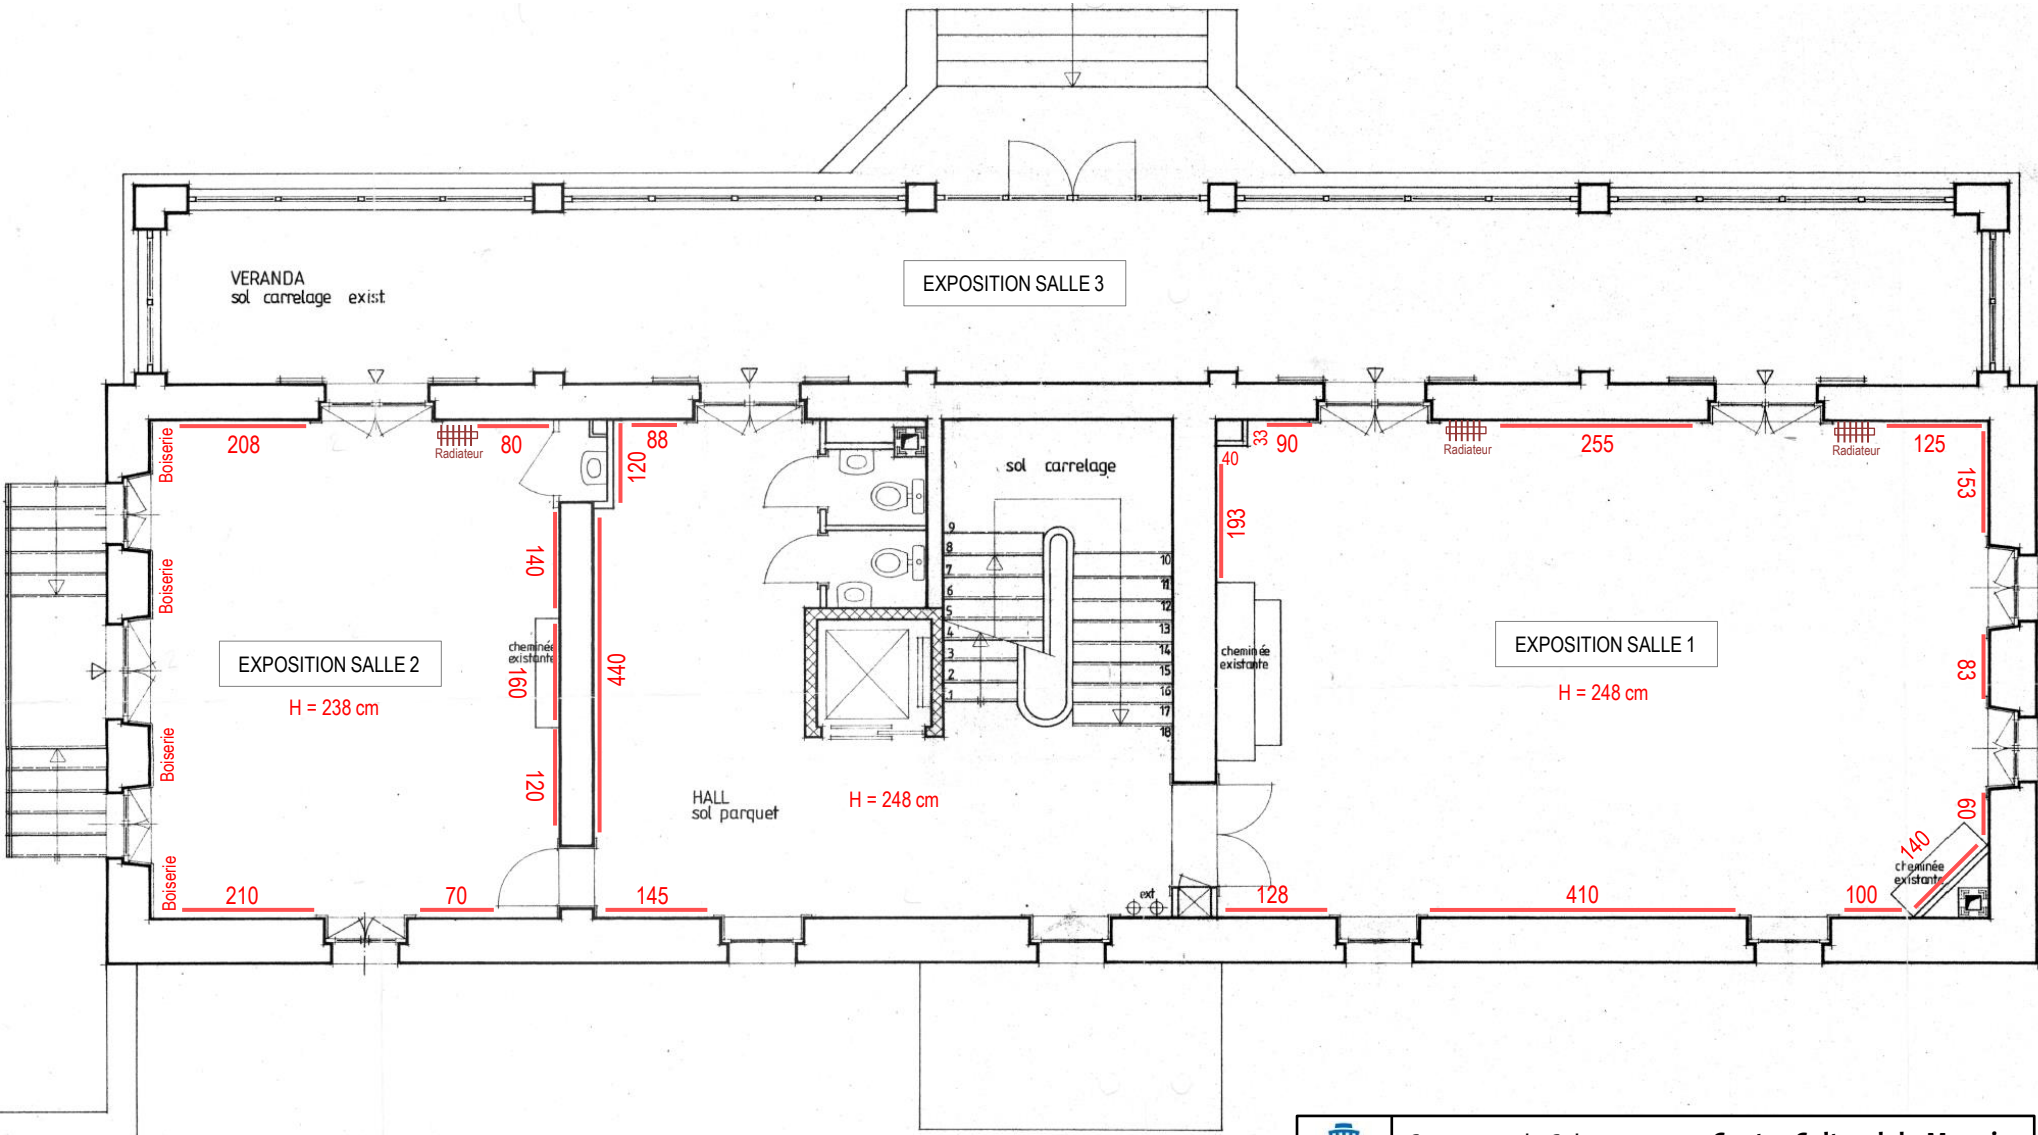 VERANDA
sol carrelage exist
EXPOSITION SALLE 3
208
Radiateur
80
88
120
sol carrelage
33
40
90
Radiateur
255
Radiateur
125
153
193
Boiserie
Boiserie
Boiserie
Boiserie
9
8
7
6
5
4
3
2
1
10
11
12
13
14
15
16
17
18
140
cheminée
existante
160
120
440
EXPOSITION SALLE 2
H = 238 cm
cheminée
existante
EXPOSITION SALLE 1
H = 248 cm
83
60
HALL
sol parquet
H = 248 cm
140
cheminée
existante
210
70
145
ext
128
410
100